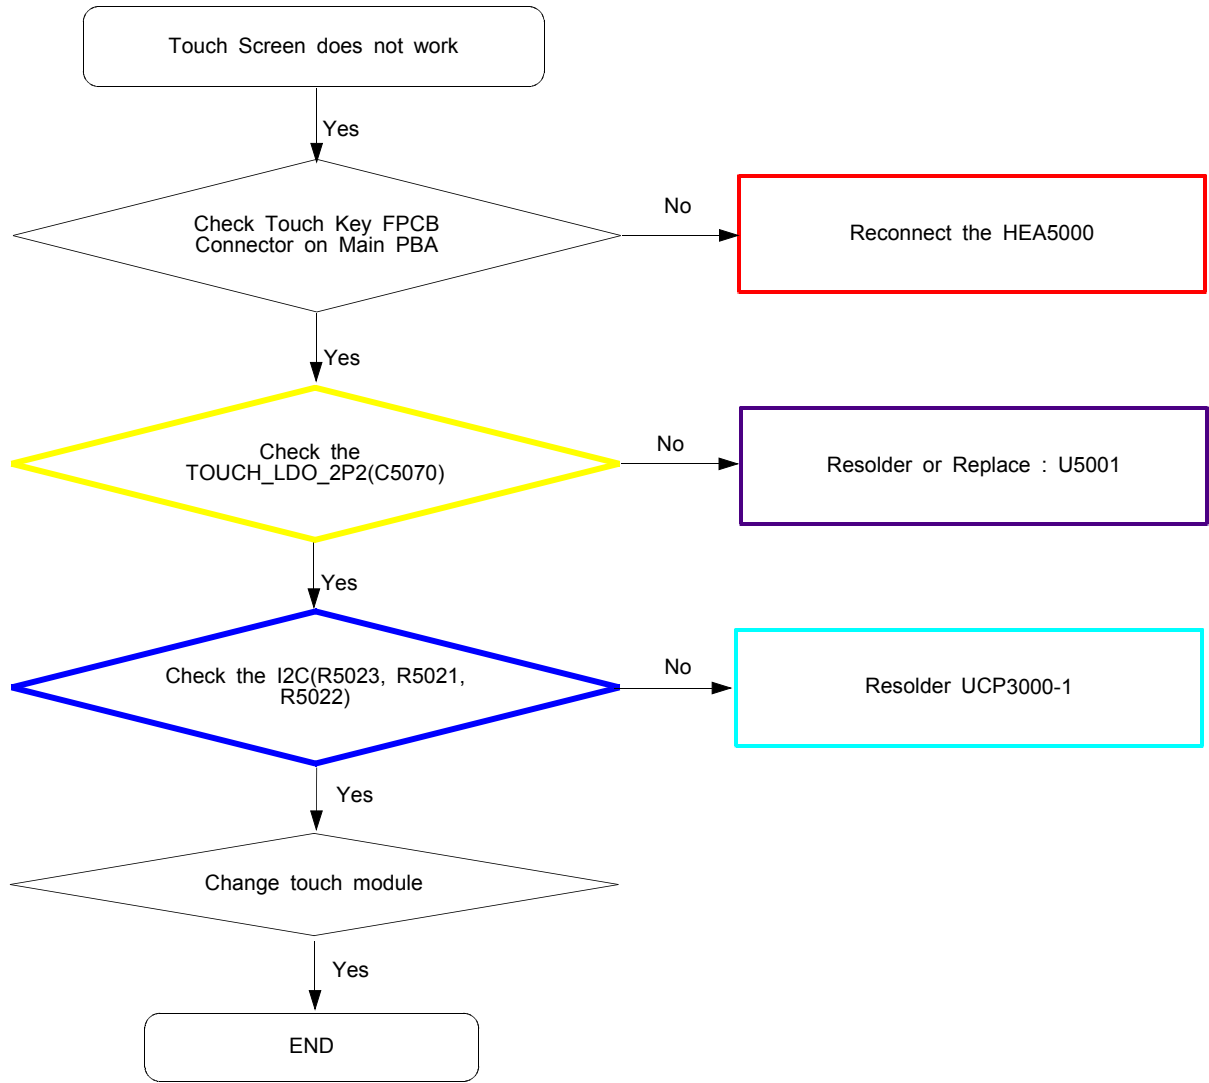 Touch Screen does not work
Yes
Check Touch Key FPCB
Connector on Main PBA
No
Reconnect the HEA5000
Yes
Check the
TOUCH_LDO_2P2(C5070)
No
Resolder or Replace : U5001
Yes
Check the I2C(R5023, R5021,
R5022)
No
Resolder UCP3000-1
Yes
Change touch module
Yes
END